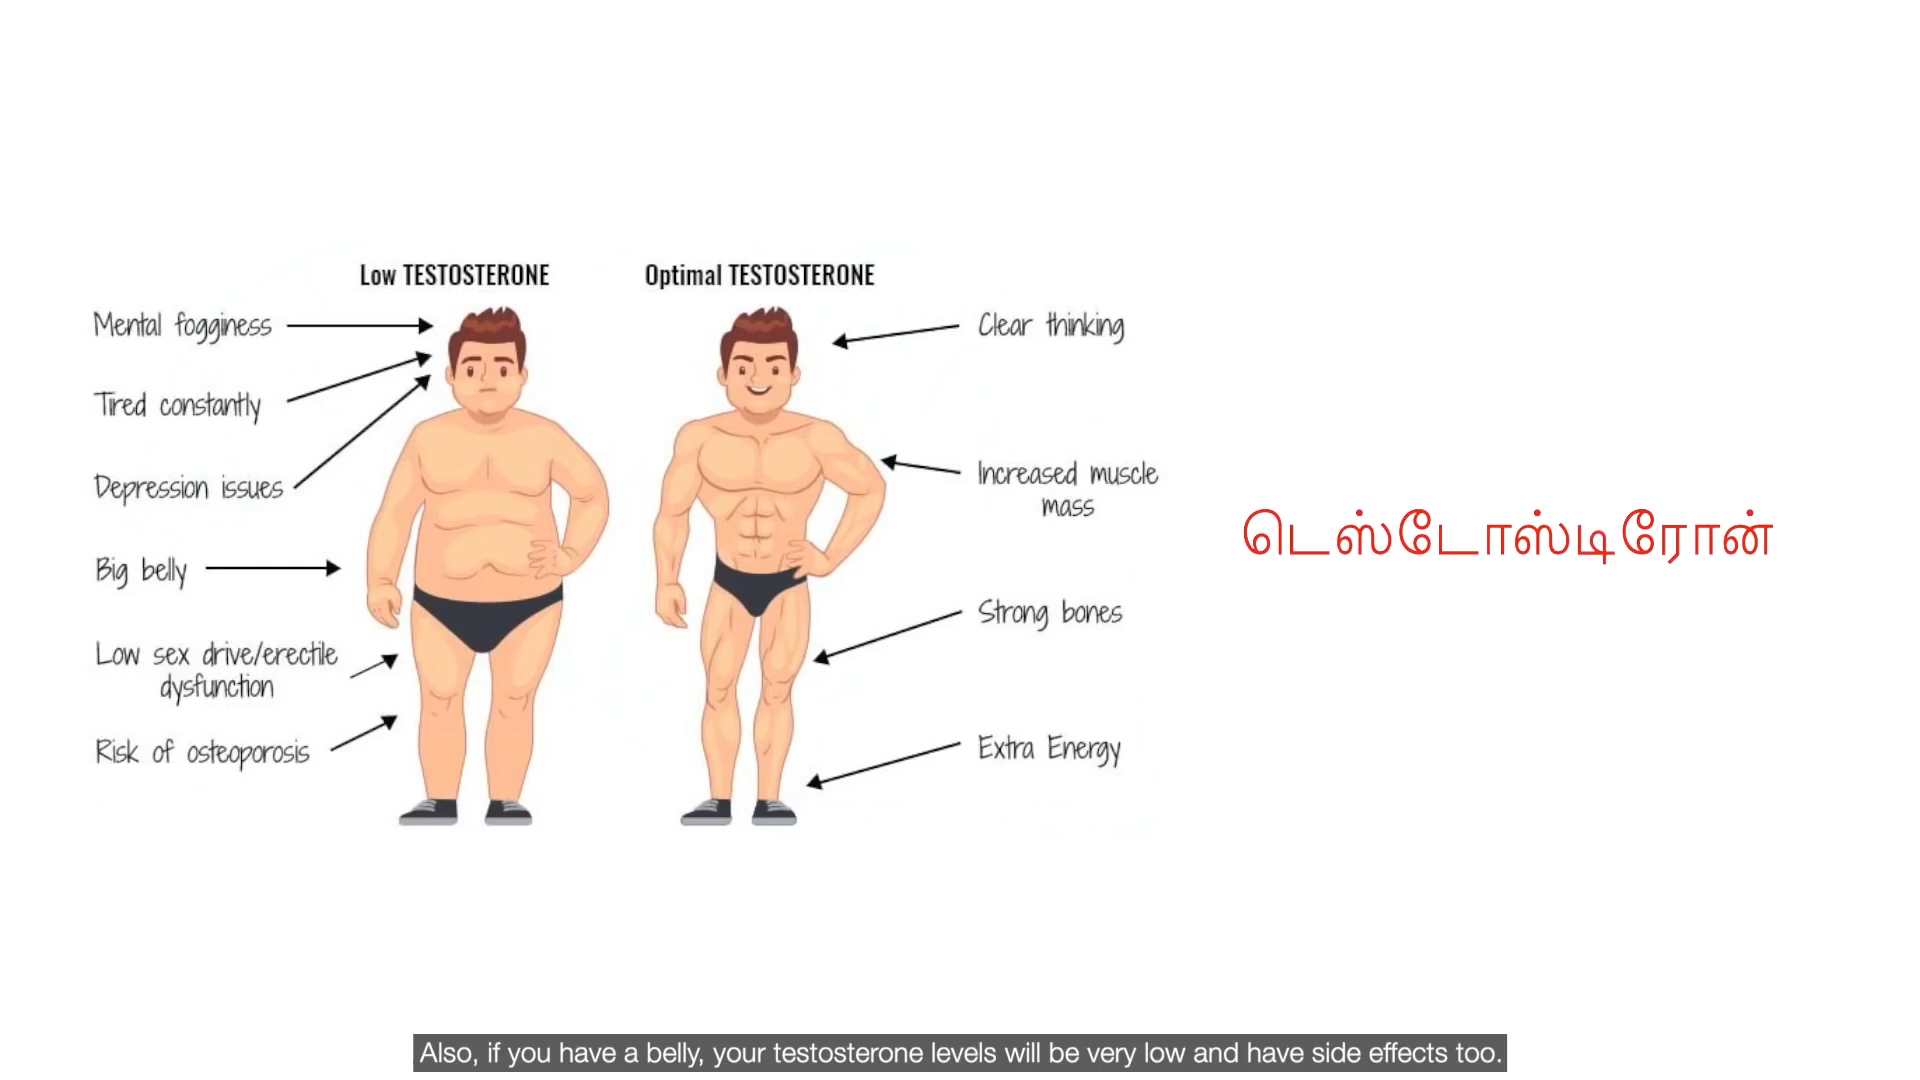 Low TESTOSTERONE
Mental fogginess
Tired constantly
Depression issues
Big belly
Low sex drive/erectile
dysfunction
Risk of osteoporosis
Optimal TESTOSTERONE
Clear thinking
Increased muscle
mass
Strong bones
Extra Energy
டெஸ்டோஸ்டிரோன்
Also, if you have a belly, your testosterone levels will be very low and have side effects too.